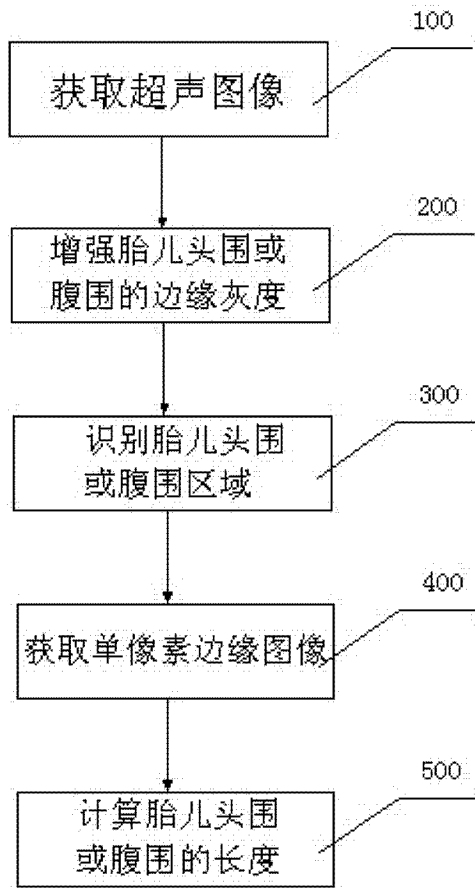 100
获取超声图像
200
增强胎儿头围或
腹围的边缘灰度
300
识别胎儿头围
或腹围区域
400
获取单像素边缘图像
500
计算胎儿头围
或腹围的长度